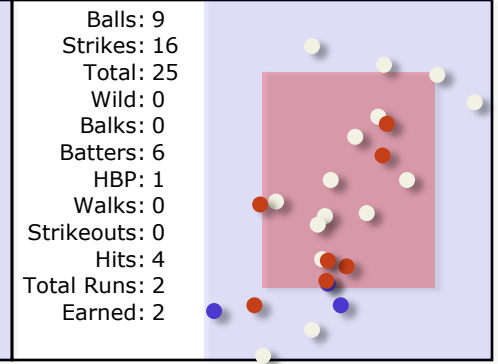 Balls: 9
Strikes: 16
Total: 25
Wild: 0
Balks: 0
Batters: 6
HBP: 1
Walks: 0
Strikeouts: 0
Hits: 4
Total Runs: 2
Earned: 2